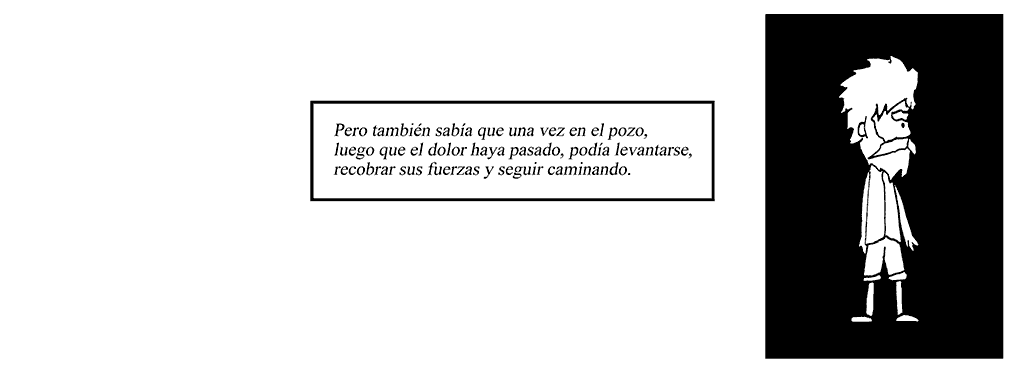 Pero también sabía que una vez en el pozo,
luego que el dolor haya pasado, podía levantarse,
recobrar sus fuerzas y seguir caminando.